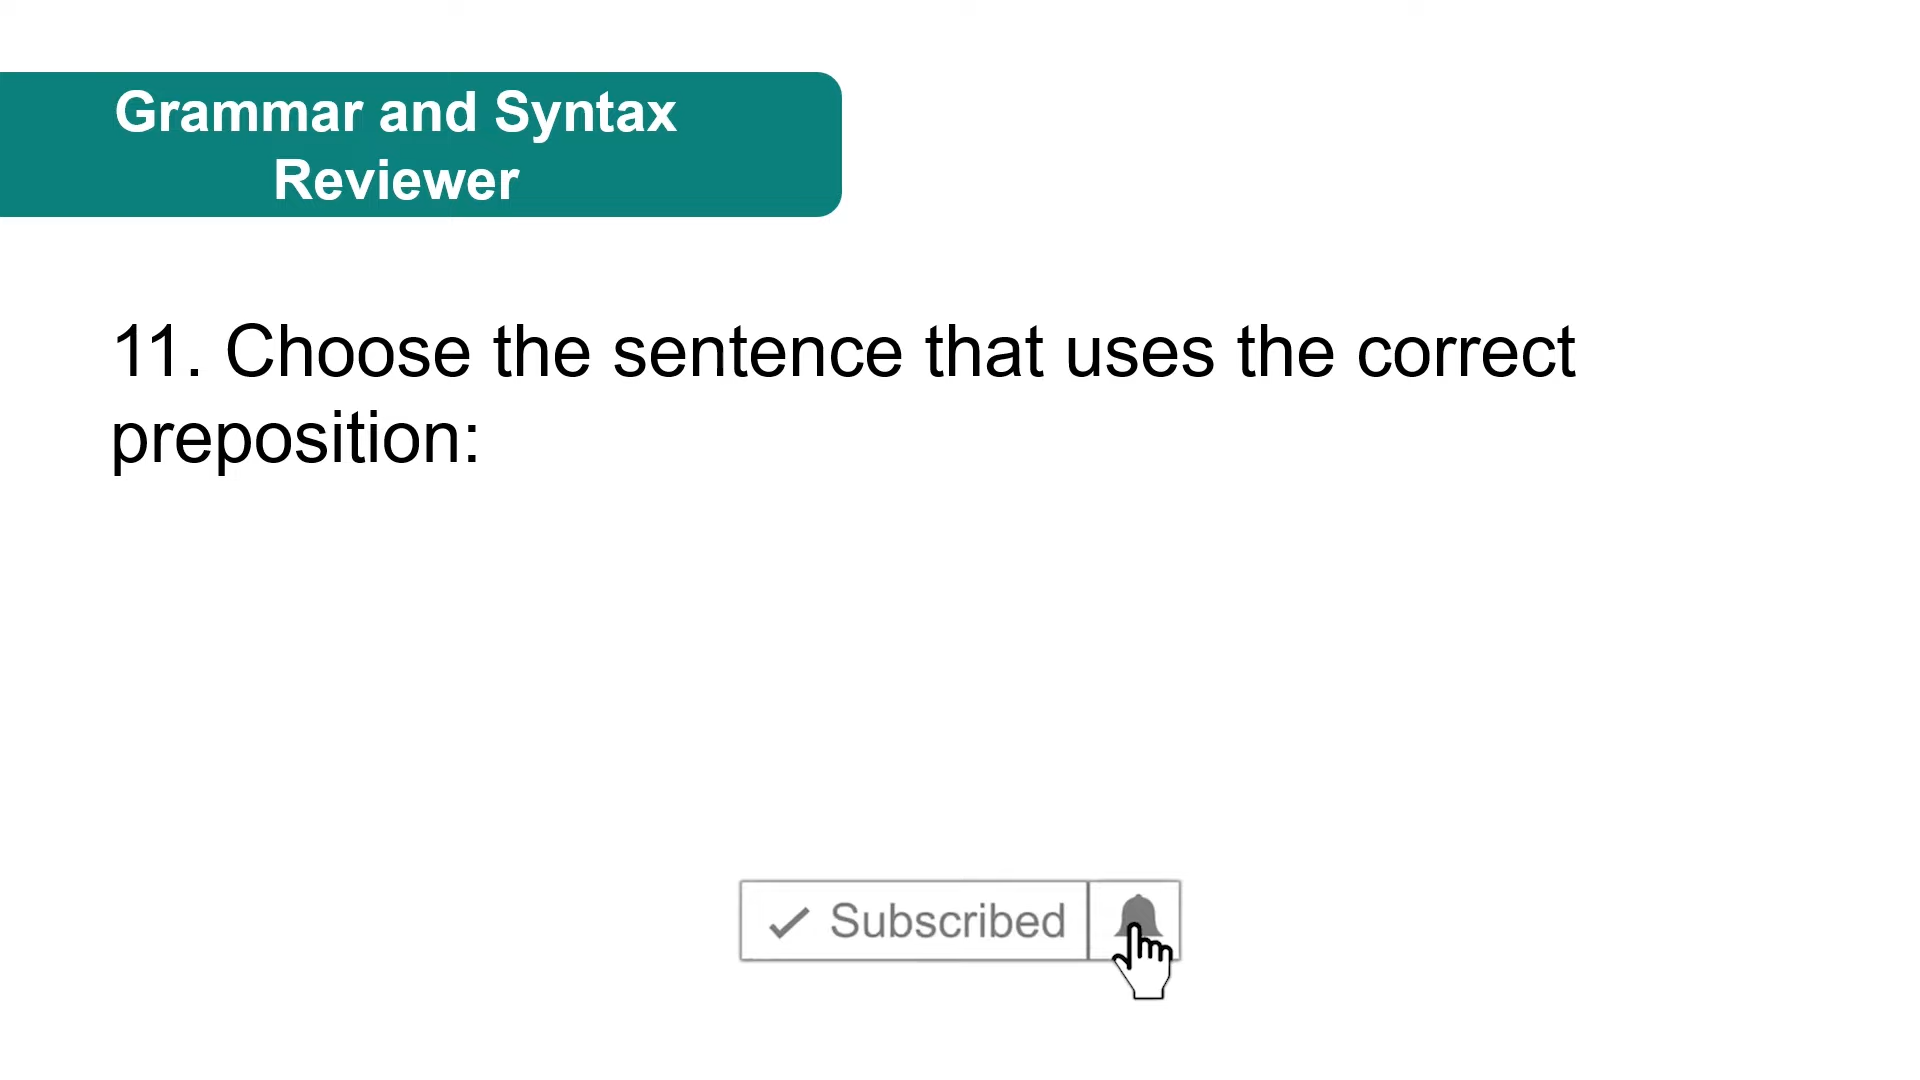 Grammar and Syntax
Reviewer
11. Choose the sentence that uses the correct
preposition:
Subscribed